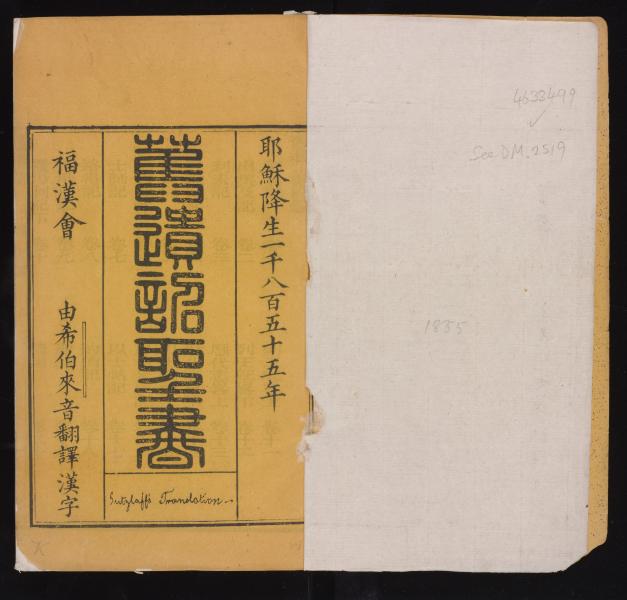 4633499
See DM. 2519
1855
耶穌降生一千八百五十五年
舊遺詔聖書
Gutzlaff's Translation
福漢會
由希伯來音翻譯漢字